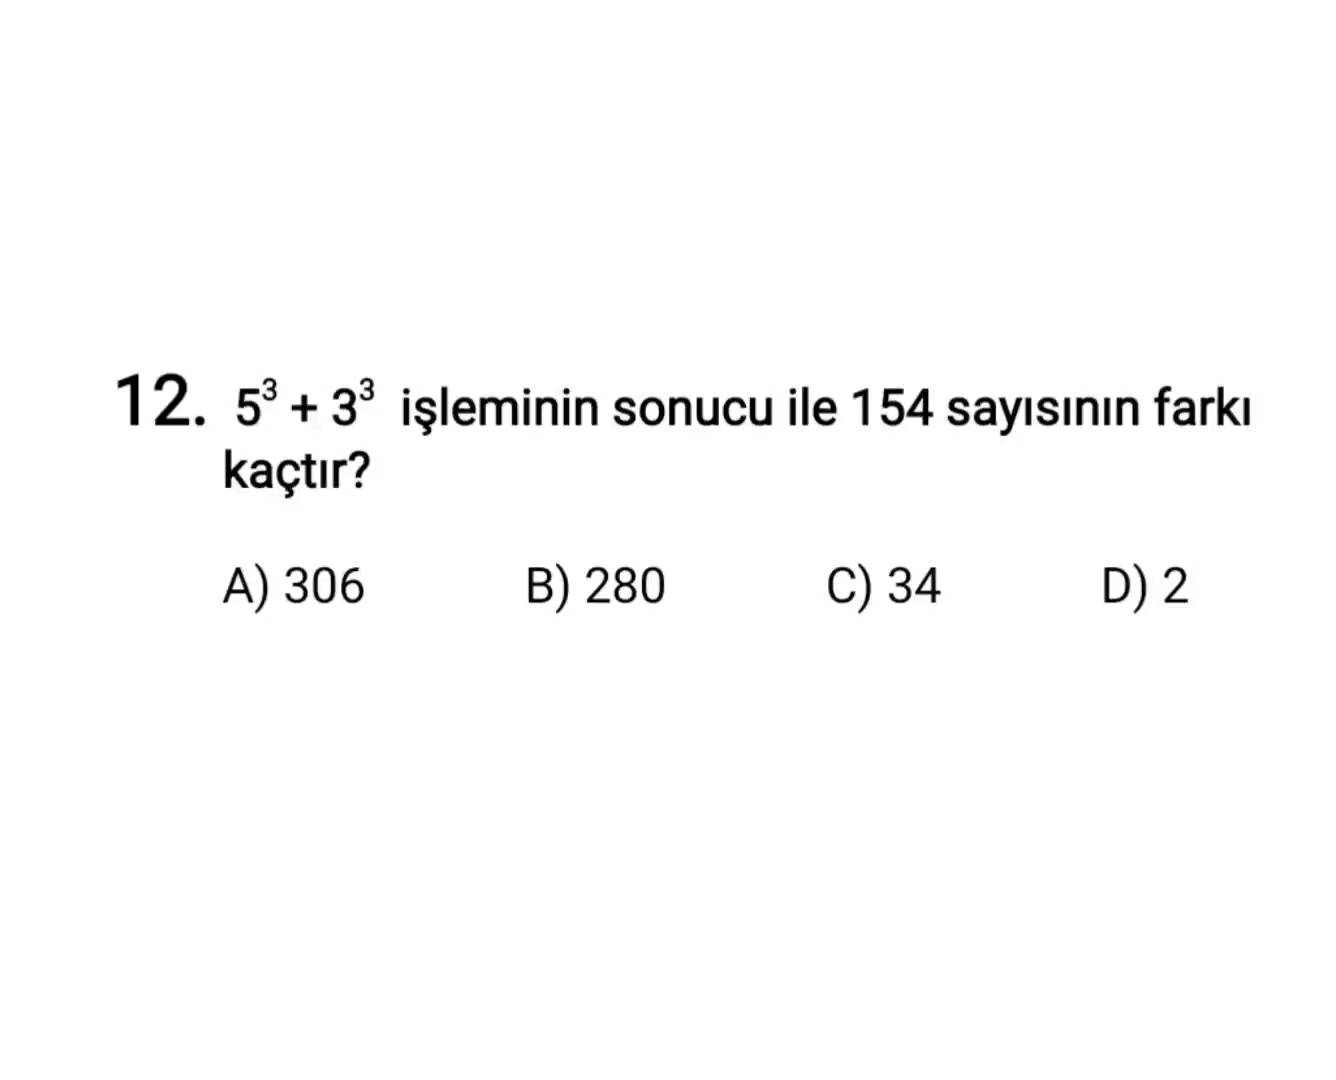 12. 5³ + 3³ işleminin sonucu ile 154 sayısının farkı
kaçtır?
A) 306 B) 280 C) 34 D) 2